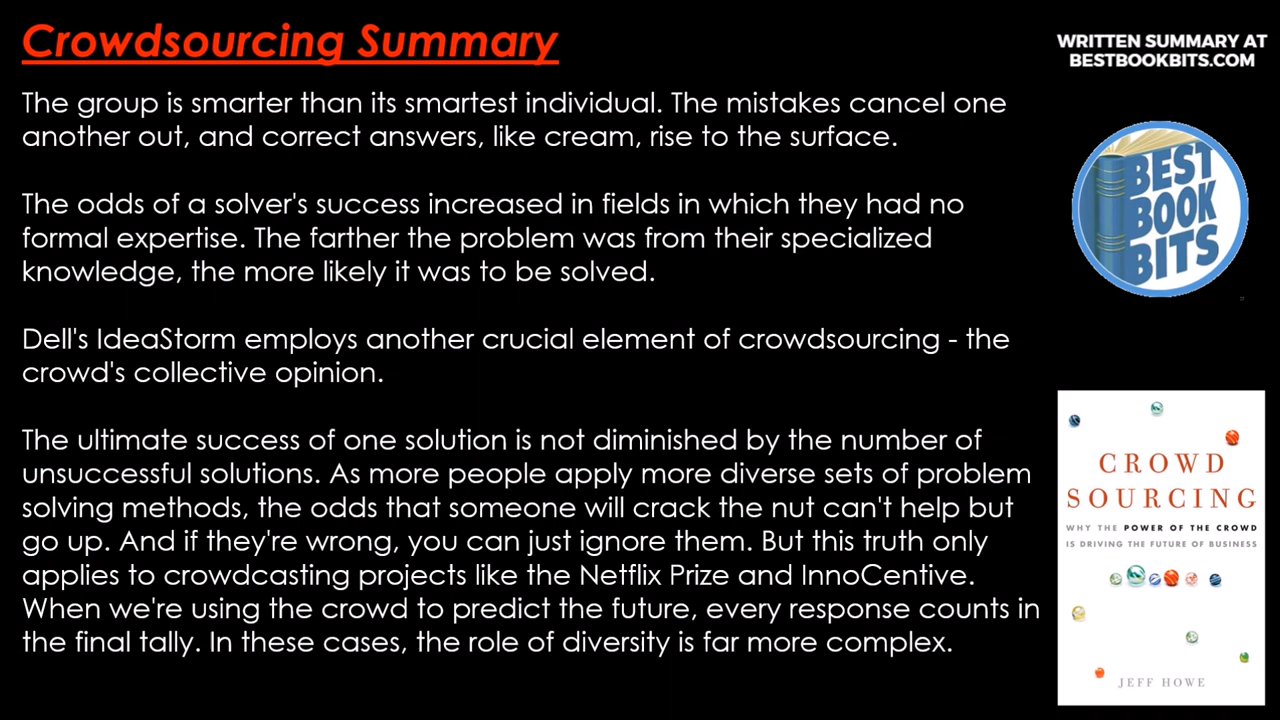 Crowdsourcing Summary
WRITTEN SUMMARY AT
BESTBOOKBITS.COM
The group is smarter than its smartest individual. The mistakes cancel one
another out, and correct answers, like cream, rise to the surface.
The odds of a solver's success increased in fields in which they had no
formal expertise. The farther the problem was from their specialized
knowledge, the more likely it was to be solved.
Dell's IdeaStorm employs another crucial element of crowdsourcing - the
crowd's collective opinion.
The ultimate success of one solution is not diminished by the number of
unsuccessful solutions. As more people apply more diverse sets of problem
solving methods, the odds that someone will crack the nut can't help but
go up. And if they're wrong, you can just ignore them. But this truth only
applies to crowdcasting projects like the Netflix Prize and InnoCentive.
When we're using the crowd to predict the future, every response counts in
the final tally. In these cases, the role of diversity is far more complex.
BEST
BOOK
BITS
CROWD
SOURCING
WHY THE POWER OF THE CROWD
IS DRIVING THE FUTURE OF BUSINESS
JEFF HOWE